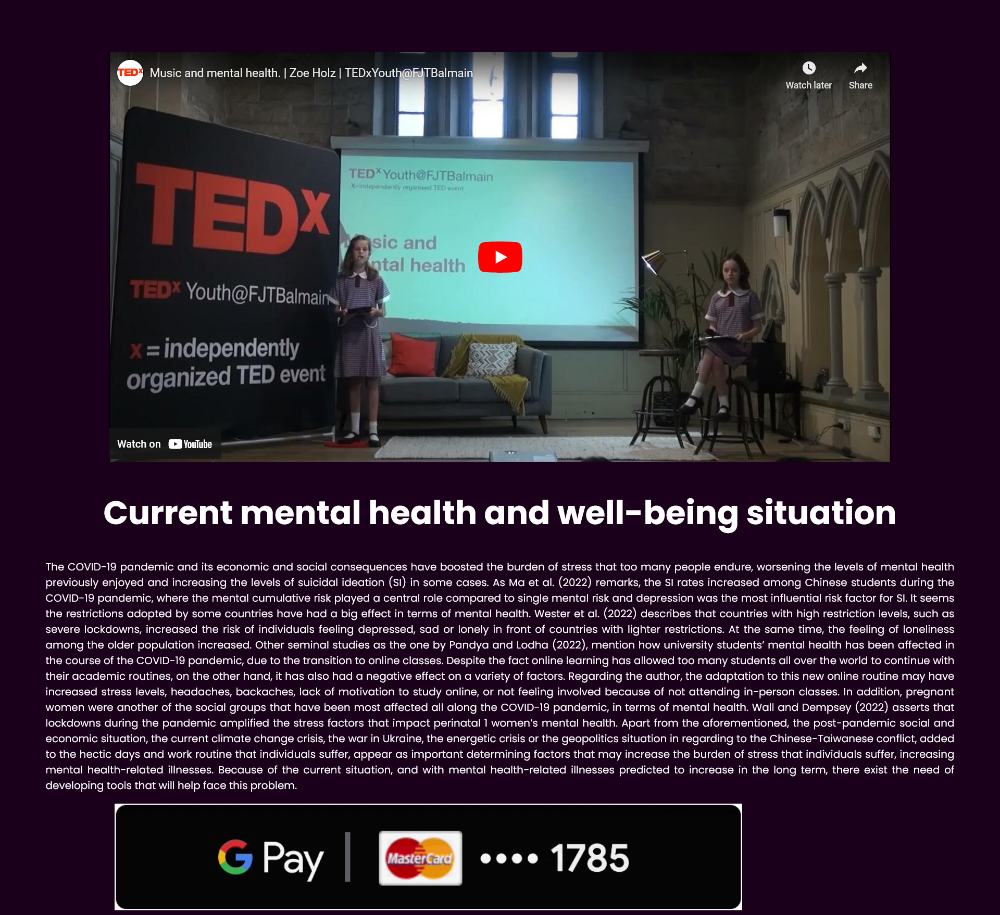 TEDx Music and mental health. | Zoe Holz | TEDxYouth@FJTBalmain
Watch later Share
TEDx
TEDx Youth@FJTBalmain
x = independently
organized TED event
TEDx Youth@FJTBalmain
X=independently organised TED event
sic and
ntal health
Watch on YouTube
Current mental health and well-being situation
The COVID-19 pandemic and its economic and social consequences have boosted the burden of stress that too many people endure, worsening the levels of mental health
previously enjoyed and increasing the levels of suicidal ideation (SI) in some cases. As Ma et al. (2022) remarks, the SI rates increased among Chinese students during the
COVID-19 pandemic, where the mental cumulative risk played a central role compared to single mental risk and depression was the most influential risk factor for SI. It seems
the restrictions adopted by some countries have had a big effect in terms of mental health. Wester et al. (2022) describes that countries with high restriction levels, such as
severe lockdowns, increased the risk of individuals feeling depressed, sad or lonely in front of countries with lighter restrictions. At the same time, the feeling of loneliness
among the older population increased. Other seminal studies as the one by Pandya and Lodha (2022), mention how university students’ mental health has been affected in
the course of the COVID-19 pandemic, due to the transition to online classes. Despite the fact online learning has allowed too many students all over the world to continue with
their academic routines, on the other hand, it has also had a negative effect on a variety of factors. Regarding the author, the adaptation to this new online routine may have
increased stress levels, headaches, backaches, lack of motivation to study online, or not feeling involved because of not attending in-person classes. In addition, pregnant
women were another of the social groups that have been most affected all along the COVID-19 pandemic, in terms of mental health. Wall and Dempsey (2022) asserts that
lockdowns during the pandemic amplified the stress factors that impact perinatal 1 women’s mental health. Apart from the aforementioned, the post-pandemic social and
economic situation, the current climate change crisis, the war in Ukraine, the energetic crisis or the geopolitics situation in regarding to the Chinese-Taiwanese conflict, added
to the hectic days and work routine that individuals suffer, appear as important determining factors that may increase the burden of stress that individuals suffer, increasing
mental health-related illnesses. Because of the current situation, and with mental health-related illnesses predicted to increase in the long term, there exist the need of
developing tools that will help face this problem.
G Pay | MasterCard •••• 1785